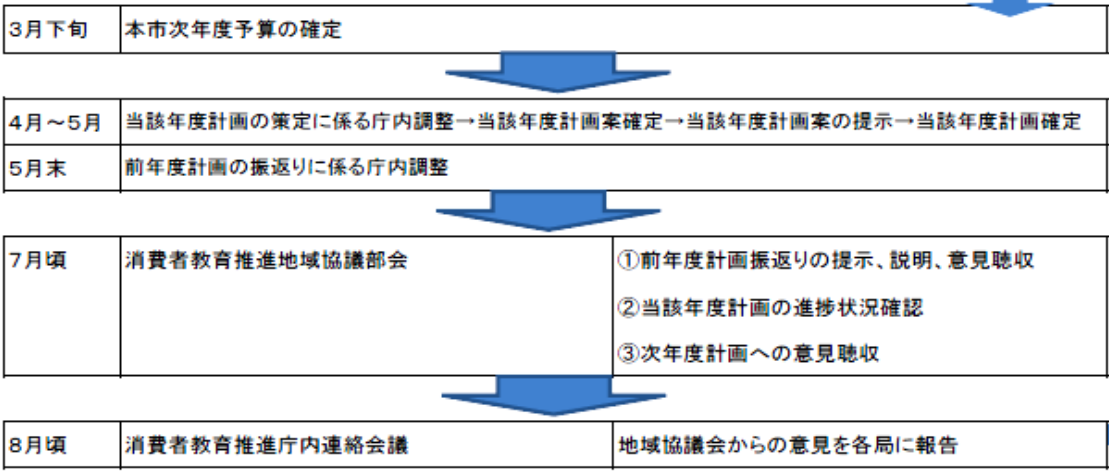 3月下旬 本市次年度予算の確定
4月～5月 当該年度計画の策定に係る庁内調整→当該年度計画案確定→当該年度計画案の提示→当該年度計画確定
5月末 前年度計画の振返りに係る庁内調整
7月頃 消費者教育推進地域協議部会 ①前年度計画振返りの提示、説明、意見聴収
②当該年度計画の進捗状況確認
③次年度計画への意見聴収
8月頃 消費者教育推進庁内連絡会議 地域協議会からの意見を各局に報告